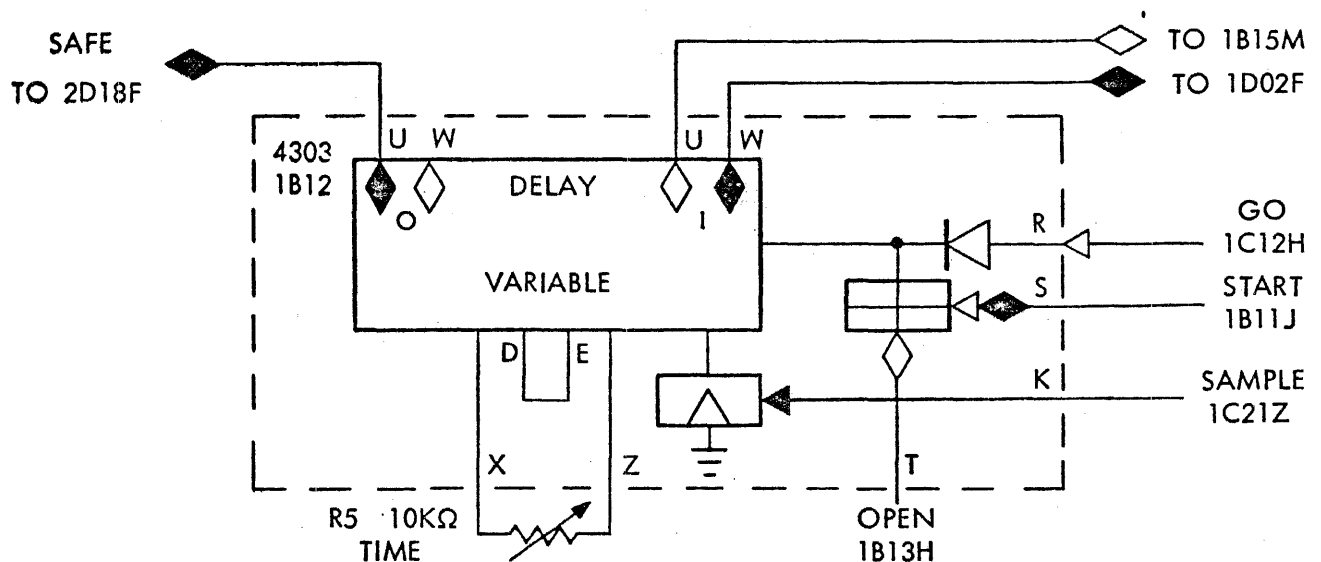 SAFE
TO 2D18F
TO 1B15M
TO 1D02F
U W
U W
4303
1B12
DELAY
O
1
VARIABLE
R
GO
1C12H
S
START
1B11J
D E
K
SAMPLE
1C21Z
X
Z
T
R5 10KΩ
TIME
OPEN
1B13H